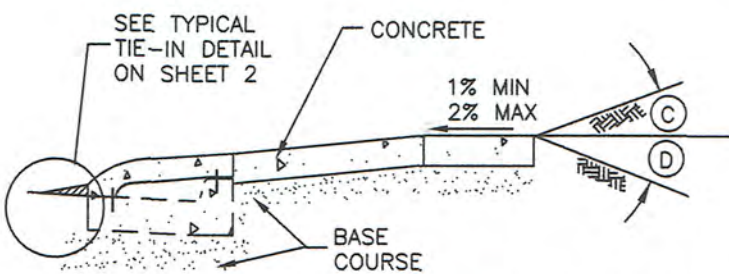 SEE TYPICAL
TIE-IN DETAIL
ON SHEET 2
CONCRETE
1% MIN
2% MAX
C
D
BASE
COURSE